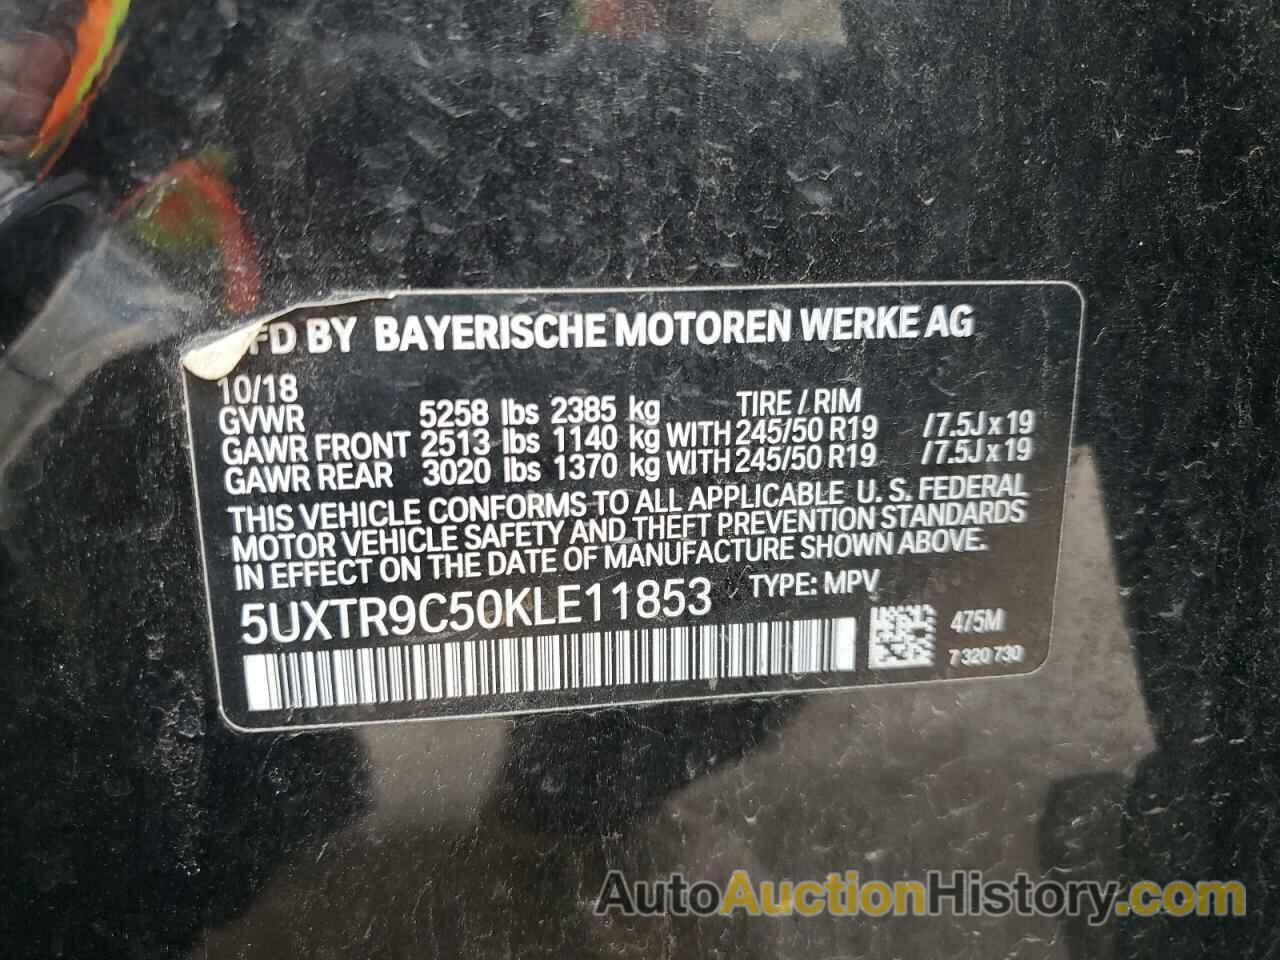 MFD BY BAYERISCHE MOTOREN WERKE AG
10/18
GVWR 5258 lbs 2385 kg TIRE / RIM
GAWR FRONT 2513 lbs 1140 kg WITH 245/50 R19 / 7.5J x 19
GAWR REAR 3020 lbs 1370 kg WITH 245/50 R19 / 7.5J x 19
THIS VEHICLE CONFORMS TO ALL APPLICABLE U. S. FEDERAL
MOTOR VEHICLE SAFETY AND THEFT PREVENTION STANDARDS
IN EFFECT ON THE DATE OF MANUFACTURE SHOWN ABOVE.
5UXTR9C50KLE11853 TYPE: MPV
475M
7 320 730
AutoAuctionHistory.com